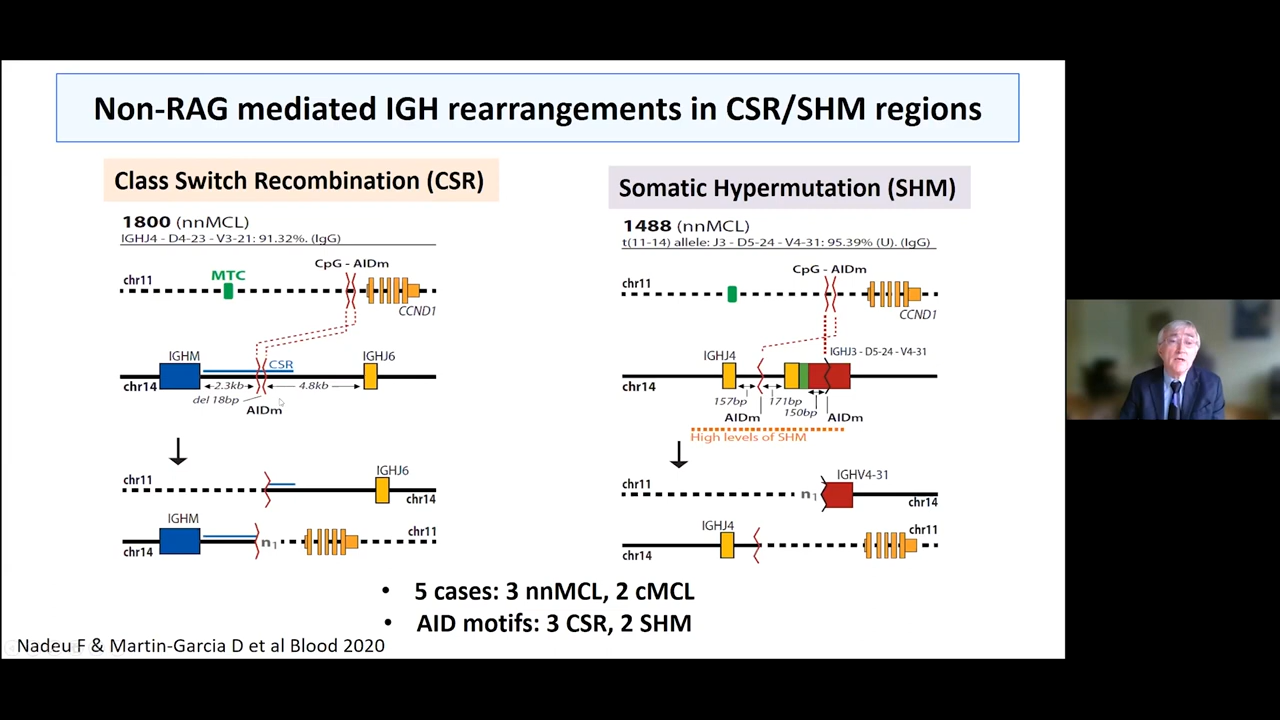 Non-RAG mediated IGH rearrangements in CSR/SHM regions
Class Switch Recombination (CSR)
1800 (nnMCL)
IGHJ4 - D4-23 - V3-21: 91.32%. (IgG)
CpG - AIDm
chr11
MTC
CCND1
IGHM
CSR
IGHJ6
chr14
2.3kb
4.8kb
del 18bp
AIDm
chr11
IGHJ6
chr14
IGHM
chr11
chr14
n1
Somatic Hypermutation (SHM)
1488 (nnMCL)
t(11-14) allele: J3 - D5-24 - V4-31: 95.39% (U). (IgG)
CpG - AIDm
chr11
CCND1
IGHJ4
IGHJ3 - D5-24 - V4-31
chr14
157bp
171bp
150bp
AIDm
AIDm
High levels of SHM
chr11
IGHV4-31
n1
chr14
IGHJ4
chr11
chr14
• 5 cases: 3 nnMCL, 2 cMCL
• AID motifs: 3 CSR, 2 SHM
Nadeu F & Martin-Garcia D et al Blood 2020